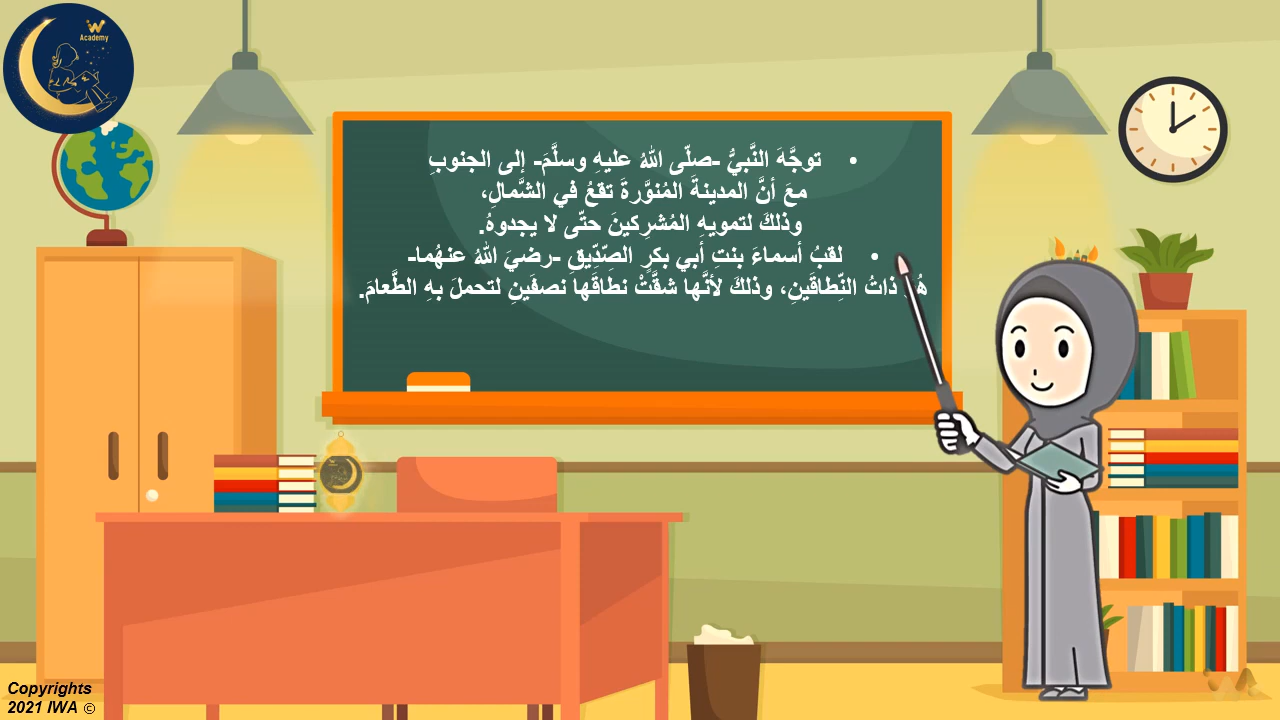 W
Academy
• توجَّهَ النَّبيُّ -صلّى اللهُ عليهِ وسلَّمَ- إلى الجنوبِ
معَ أنَّ المدينةَ المُنوَّرةَ تقعُ في الشَّمالِ،
وذلكَ لتمويهِ المُشرِكينَ حتّى لا يجدوهُ.
• لقبُ أسماءَ بنتِ أبي بكرٍ الصِّدِّيقِ -رضيَ اللهُ عنهُما-
هُوَ ذاتُ النِّطاقَينِ، وذلكَ لأنَّها شقَّتْ نطاقَها نصفَينِ لتحملَ بهِ الطَّعامَ.
Copyrights
2021 IWA ©